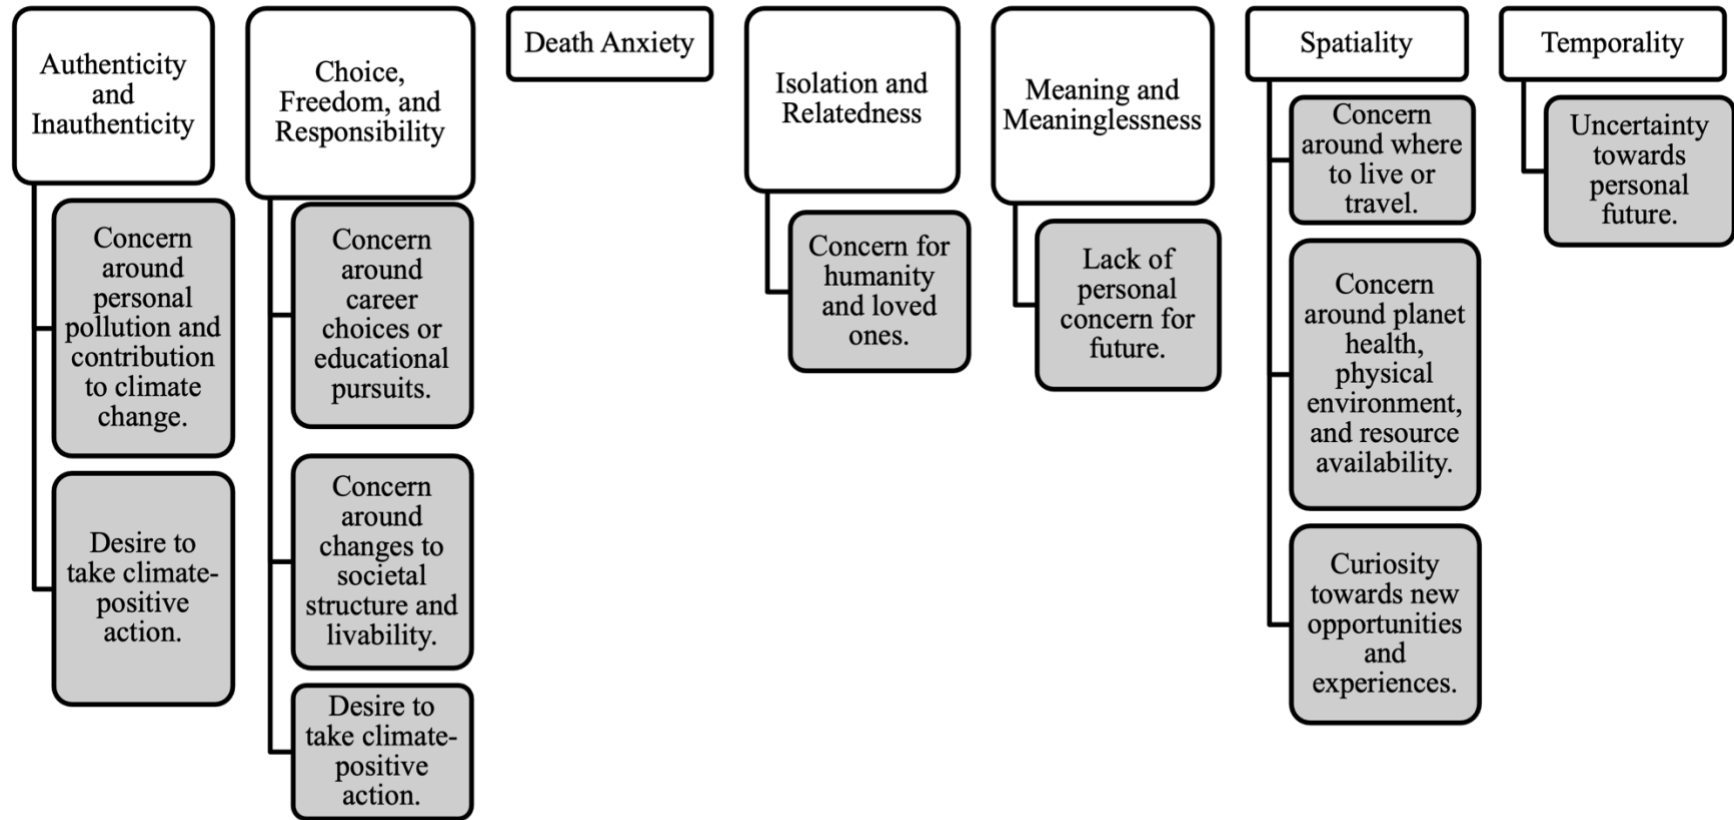 Authenticity
and
Inauthenticity
Concern
around
personal
pollution and
contribution
to climate
change.
Desire to
take climate-
positive
action.
Choice,
Freedom, and
Responsibility
Concern
around
career
choices or
educational
pursuits.
Concern
around
changes to
societal
structure and
livability.
Desire to
take climate-
positive
action.
Death Anxiety
Isolation and
Relatedness
Concern for
humanity
and loved
ones.
Meaning and
Meaninglessness
Lack of
personal
concern for
future.
Spatiality
Concern
around where
to live or
travel.
Concern
around planet
health,
physical
environment,
and resource
availability.
Curiosity
towards new
opportunities
and
experiences.
Temporality
Uncertainty
towards
personal
future.